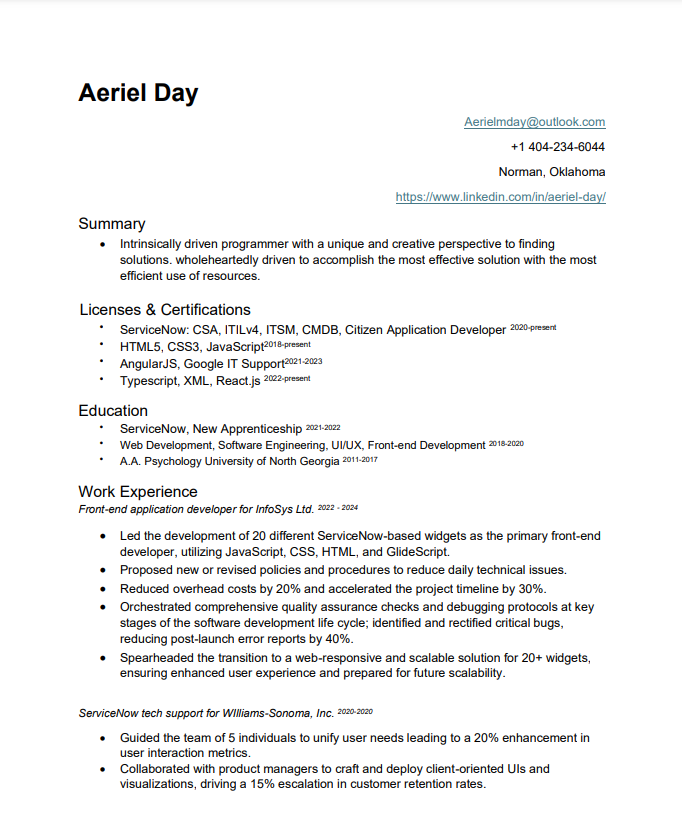 Aeriel Day
Aerielmday@outlook.com
+1 404-234-6044
Norman, Oklahoma
https://www.linkedin.com/in/aeriel-day/
Summary
• Intrinsically driven programmer with a unique and creative perspective to finding
solutions. wholeheartedly driven to accomplish the most effective solution with the most
efficient use of resources.
Licenses & Certifications
• ServiceNow: CSA, ITILv4, ITSM, CMDB, Citizen Application Developer 2020-present
• HTML5, CSS3, JavaScript2018-present
• AngularJS, Google IT Support2021-2023
• Typescript, XML, React.js 2022-present
Education
• ServiceNow, New Apprenticeship 2021-2022
• Web Development, Software Engineering, UI/UX, Front-end Development 2018-2020
• A.A. Psychology University of North Georgia 2011-2017
Work Experience
Front-end application developer for InfoSys Ltd. 2022 - 2024
• Led the development of 20 different ServiceNow-based widgets as the primary front-end
developer, utilizing JavaScript, CSS, HTML, and GlideScript.
• Proposed new or revised policies and procedures to reduce daily technical issues.
• Reduced overhead costs by 20% and accelerated the project timeline by 30%.
• Orchestrated comprehensive quality assurance checks and debugging protocols at key
stages of the software development life cycle; identified and rectified critical bugs,
reducing post-launch error reports by 40%.
• Spearheaded the transition to a web-responsive and scalable solution for 20+ widgets,
ensuring enhanced user experience and prepared for future scalability.
ServiceNow tech support for WIlliams-Sonoma, Inc. 2020-2020
• Guided the team of 5 individuals to unify user needs leading to a 20% enhancement in
user interaction metrics.
• Collaborated with product managers to craft and deploy client-oriented UIs and
visualizations, driving a 15% escalation in customer retention rates.